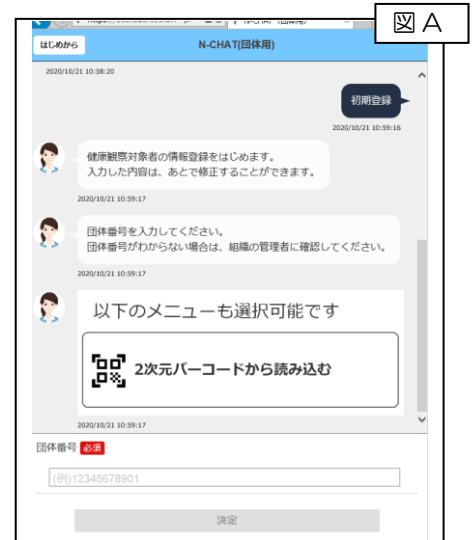 図A
はじめから
N-CHAT(団体用)
2020/10/21 10:58:20
初期登録
2020/10/21 10:59:16
健康観察対象者の情報登録をはじめます。
入力した内容は、あとで修正することができます。
2020/10/21 10:59:17
団体番号を入力してください。
団体番号がわからない場合は、組織の管理者に確認してください。
2020/10/21 10:59:17
以下のメニューも選択可能です
2次元バーコードから読み込む
2020/10/21 10:59:17
団体番号 必須
(例)12345678901
決定